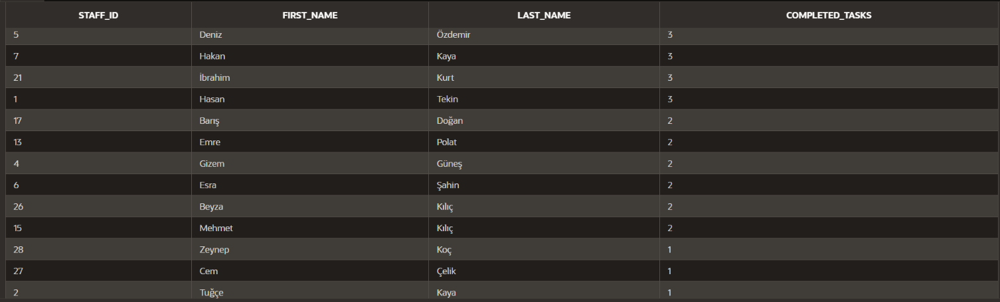 STAFF_ID FIRST_NAME LAST_NAME COMPLETED_TASKS
5 Deniz Özdemir 3
7 Hakan Kaya 3
21 İbrahim Kurt 3
1 Hasan Tekin 3
17 Barış Doğan 2
13 Emre Polat 2
4 Gizem Güneş 2
6 Esra Şahin 2
26 Beyza Kılıç 2
15 Mehmet Kılıç 2
28 Zeynep Koç 1
27 Cem Çelik 1
2 Tuğçe Kaya 1